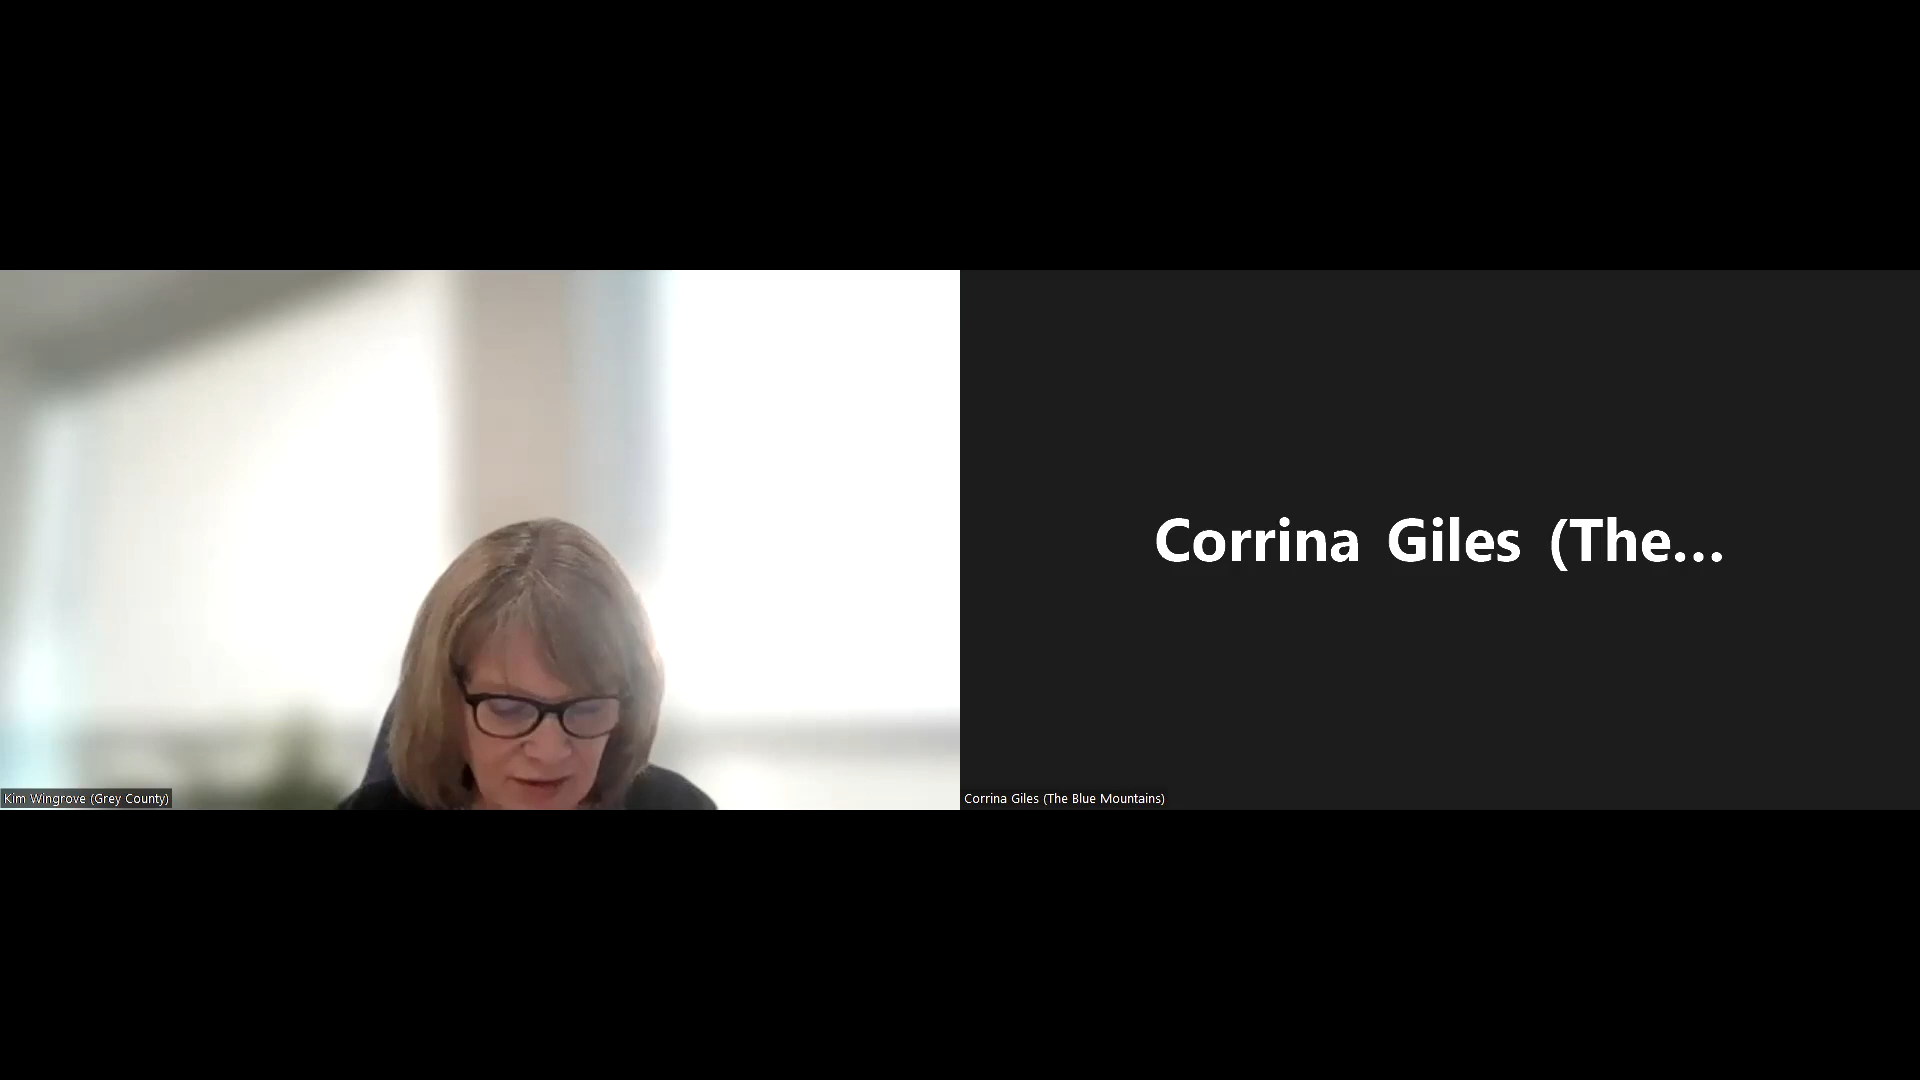 Corrina Giles (The...
Kim Wingrove (Grey County)
Corrina Giles (The Blue Mountains)